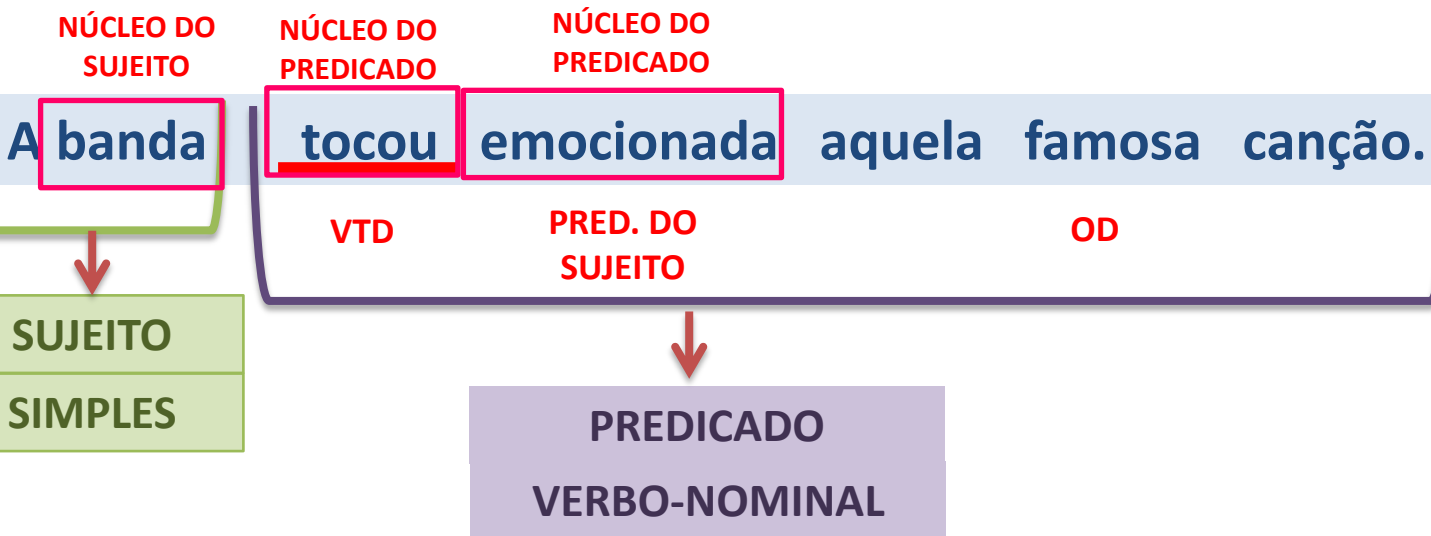 NÚCLEO DO
SUJEITO
NÚCLEO DO
PREDICADO
NÚCLEO DO
PREDICADO
A banda tocou emocionada aquela famosa canção.
VTD
PRED. DO
SUJEITO
OD
SUJEITO
SIMPLES
PREDICADO
VERBO-NOMINAL